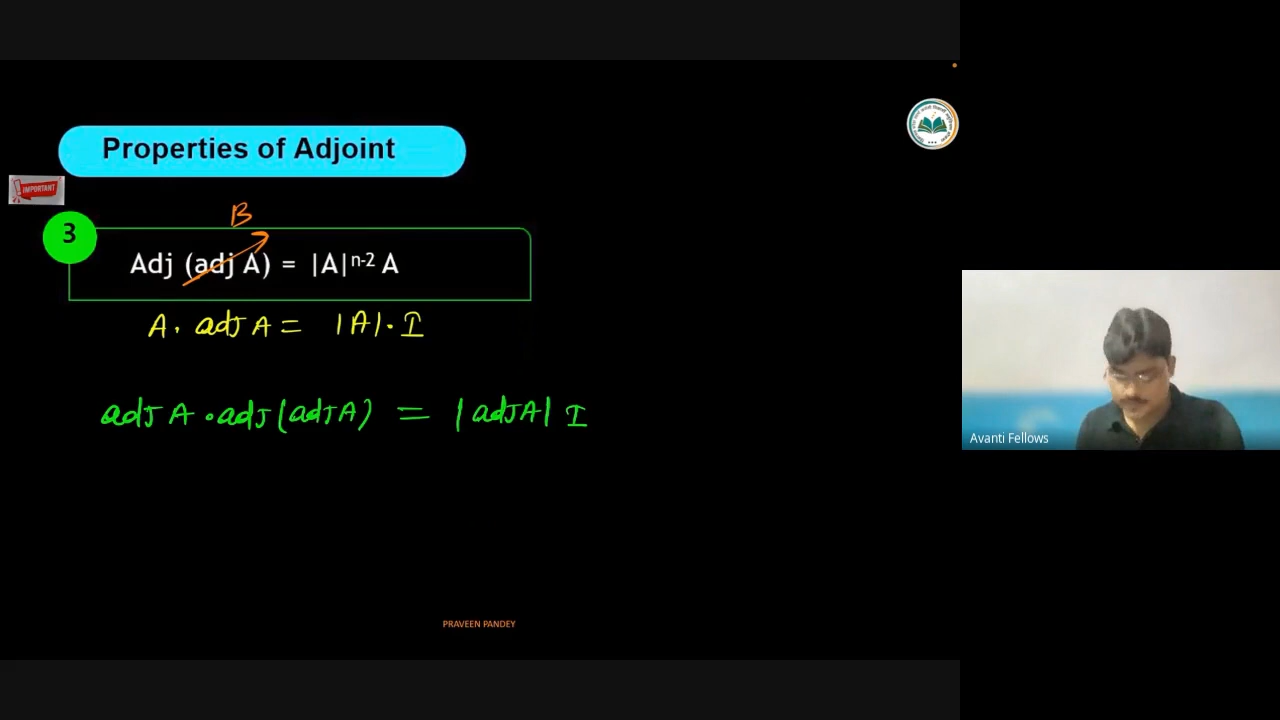 Properties of Adjoint
IMPORTANT
B
3
Adj (adj A) = |A|ⁿ⁻² A
A. adj A = |A|. I
adj A . adj (adj A) = |adj A| I
Avanti Fellows
PRAVEEN PANDEY